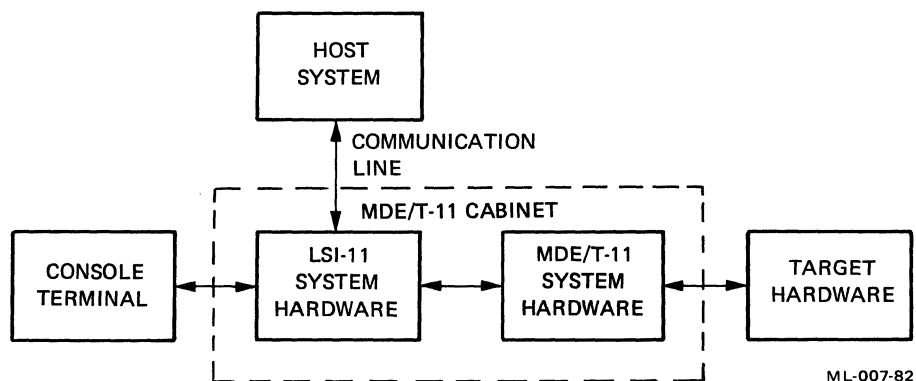 HOST
SYSTEM
COMMUNICATION
LINE
MDE/T-11 CABINET
CONSOLE
TERMINAL
LSI-11
SYSTEM
HARDWARE
MDE/T-11
SYSTEM
HARDWARE
TARGET
HARDWARE
ML-007-82